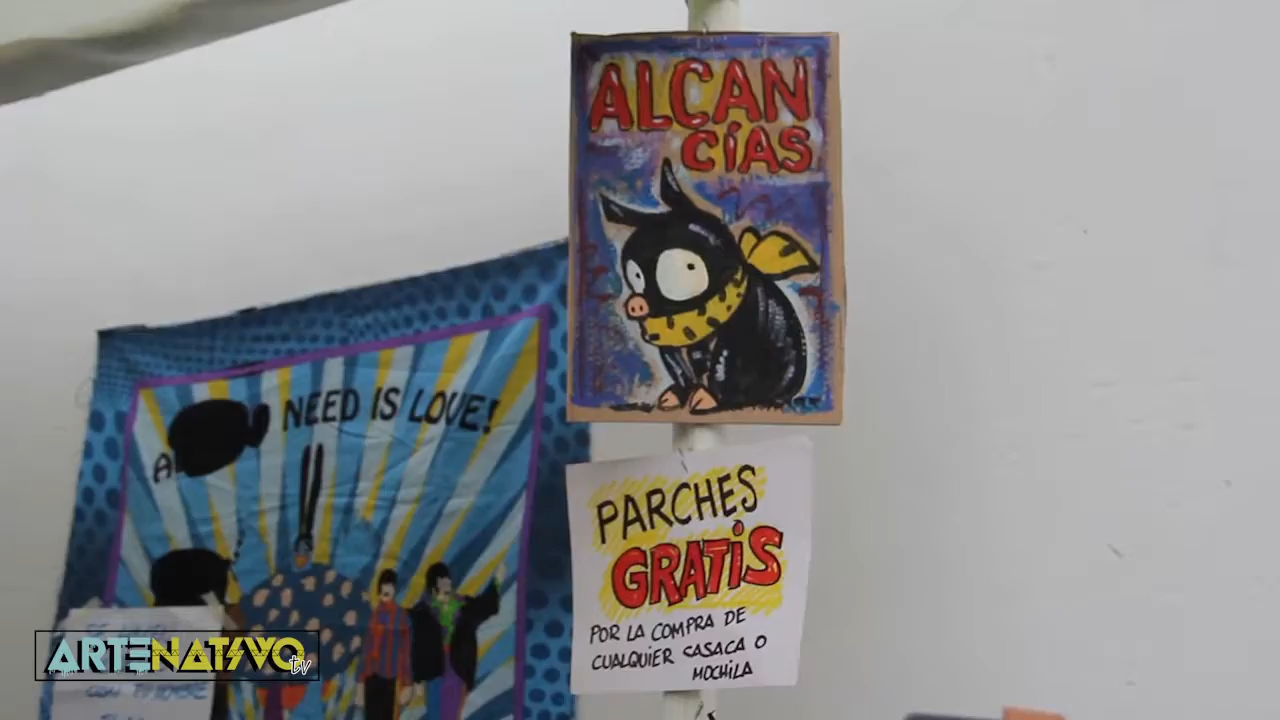 ALCAN
CÍAS
NEED IS LOVE!
PARCHES
GRATIS
POR LA COMPRA DE
CUALQUIER CASACA O
MOCHILA
ARTENATIVO
tv